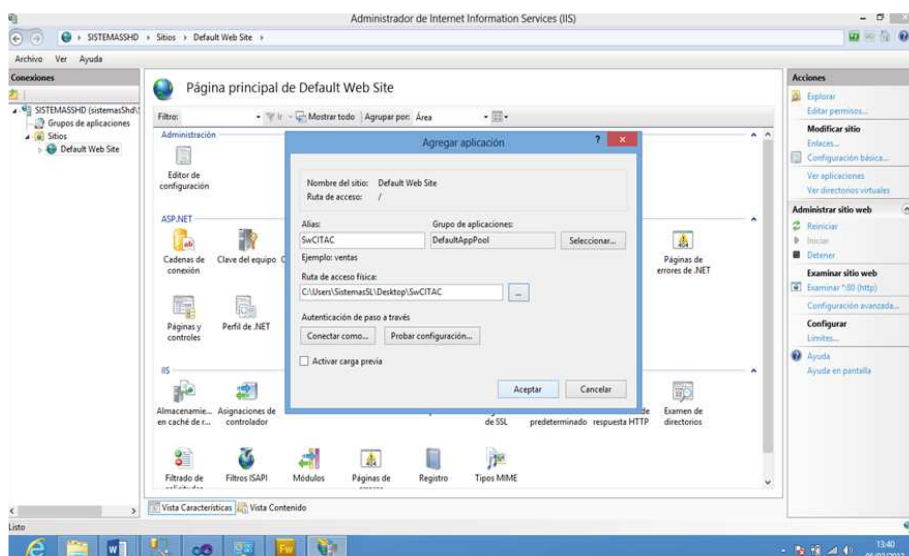 Administrador de Internet Information Services (IIS)
SISTEMASSHD
Sitios
Default Web Site
Archivo Ver Ayuda
Conexiones
SISTEMASSHD (sistemasShd\S
Grupos de aplicaciones
Sitios
Default Web Site
Página principal de Default Web Site
Filtro:
Ir
Mostrar todo
Agrupar por: Área
Administración
Editor de configuración
ASP.NET
Cadenas de conexión
Clave del equipo
Páginas de errores de .NET
Páginas y controles
Perfil de .NET
IIS
Almacenamie... en caché de r...
Asignaciones de controlador
de SSL
predeterminado
respuesta HTTP
Examen de directorios
Filtrado de
Filtros ISAPI
Módulos
Páginas de
Registro
Tipos MIME
Vista Características
Vista Contenido
Agregar aplicación
?
Nombre del sitio: Default Web Site
Ruta de acceso: /
Alias:
Grupo de aplicaciones:
SwCITAC
DefaultAppPool
Seleccionar...
Ejemplo: ventas
Ruta de acceso física:
C:\Users\SistemasSL\Desktop\SwCITAC
...
Autenticación de paso a través
Conectar como...
Probar configuración...
Activar carga previa
Aceptar
Cancelar
Acciones
Explorar
Editar permisos...
Modificar sitio
Enlaces...
Configuración básica...
Ver aplicaciones
Ver directorios virtuales
Administrar sitio web
Reiniciar
Iniciar
Detener
Examinar sitio web
Examinar *:80 (http)
Configuración avanzada...
Configurar
Límites...
Ayuda
Ayuda en pantalla
Listo
13:40